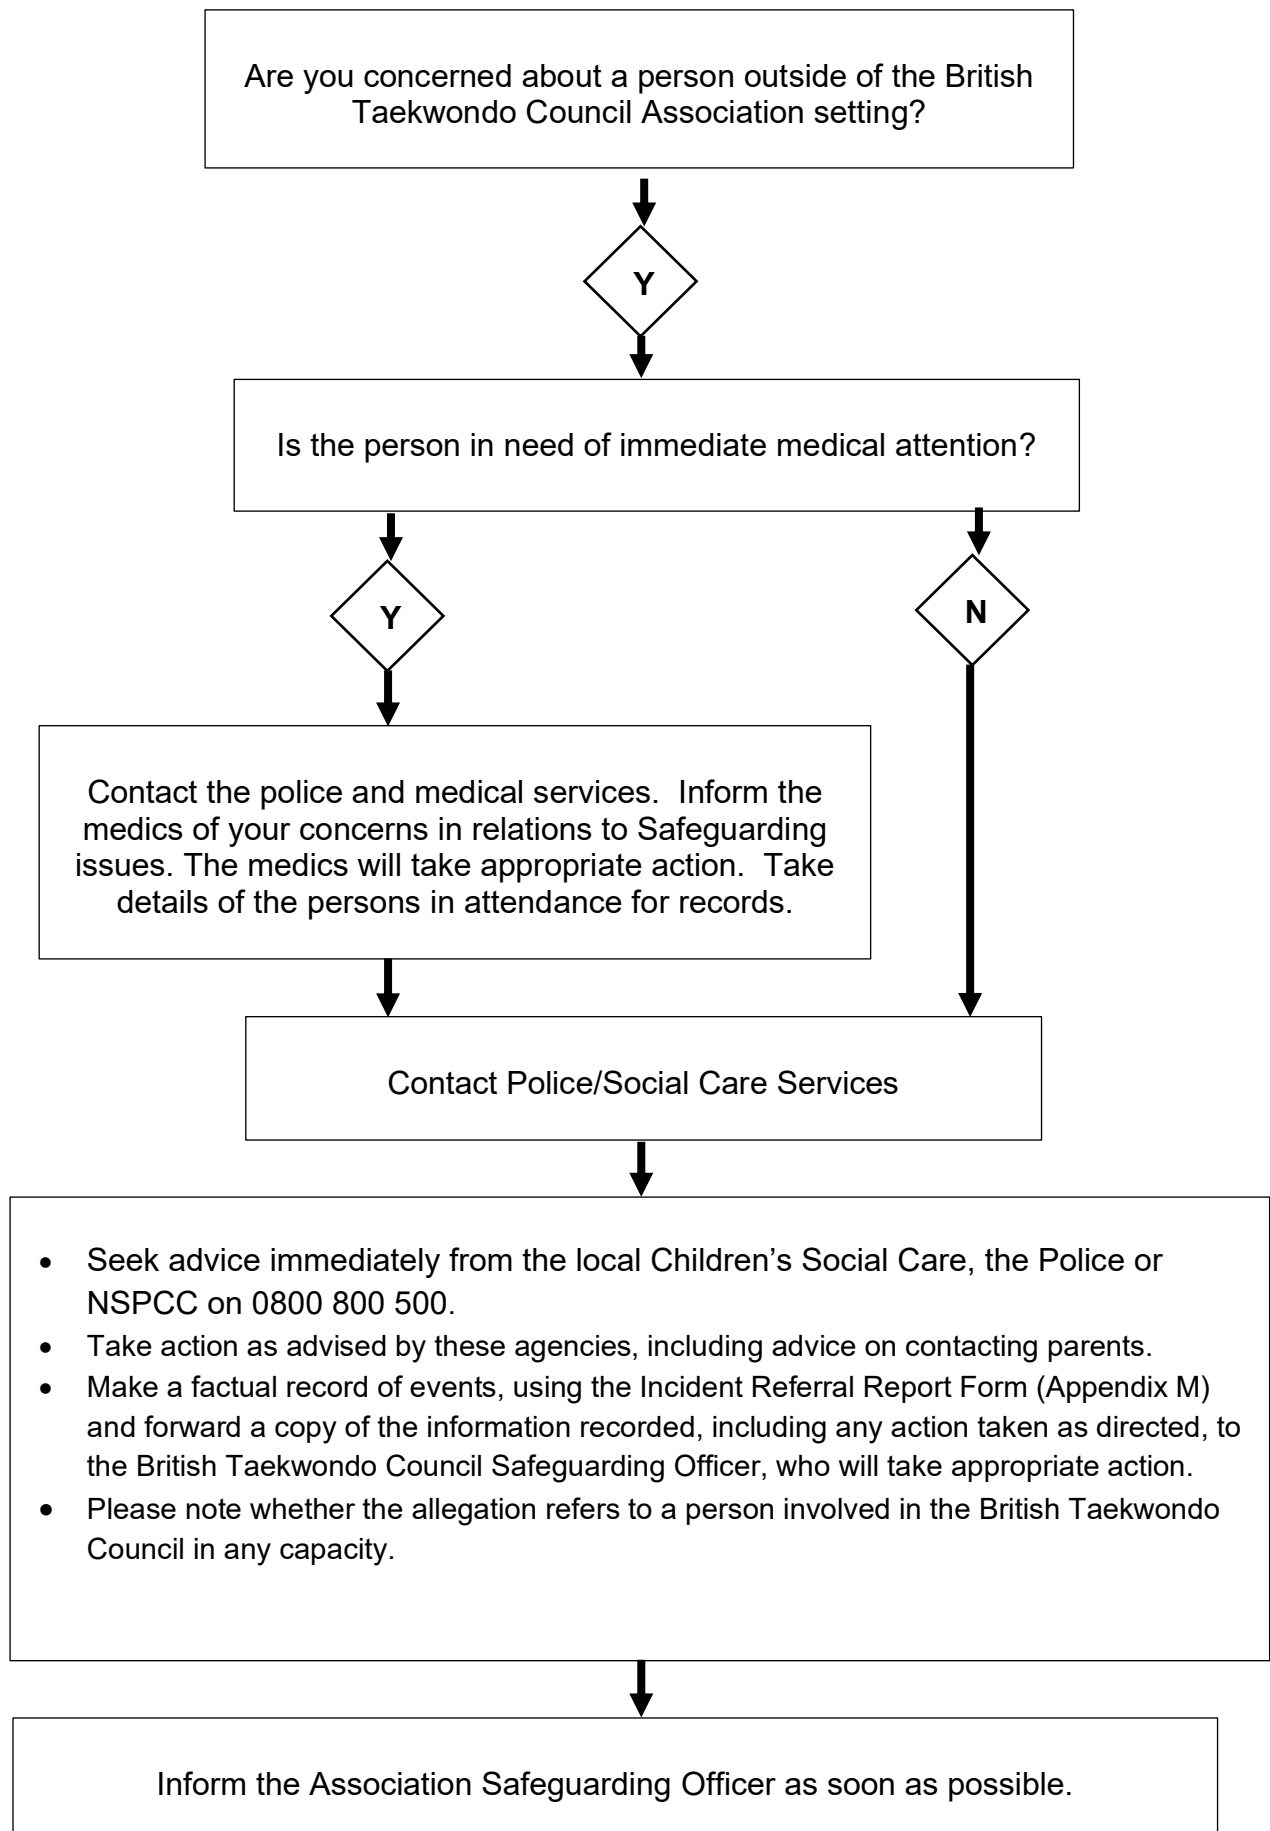 Are you concerned about a person outside of the British
Taekwondo Council Association setting?
Y
Is the person in need of immediate medical attention?
Y
N
Contact the police and medical services.  Inform the
medics of your concerns in relations to Safeguarding
issues. The medics will take appropriate action.  Take
details of the persons in attendance for records.
Contact Police/Social Care Services
• Seek advice immediately from the local Children’s Social Care, the Police or
NSPCC on 0800 800 500.
• Take action as advised by these agencies, including advice on contacting parents.
• Make a factual record of events, using the Incident Referral Report Form (Appendix M)
and forward a copy of the information recorded, including any action taken as directed, to
the British Taekwondo Council Safeguarding Officer, who will take appropriate action.
• Please note whether the allegation refers to a person involved in the British Taekwondo
Council in any capacity.
Inform the Association Safeguarding Officer as soon as possible.